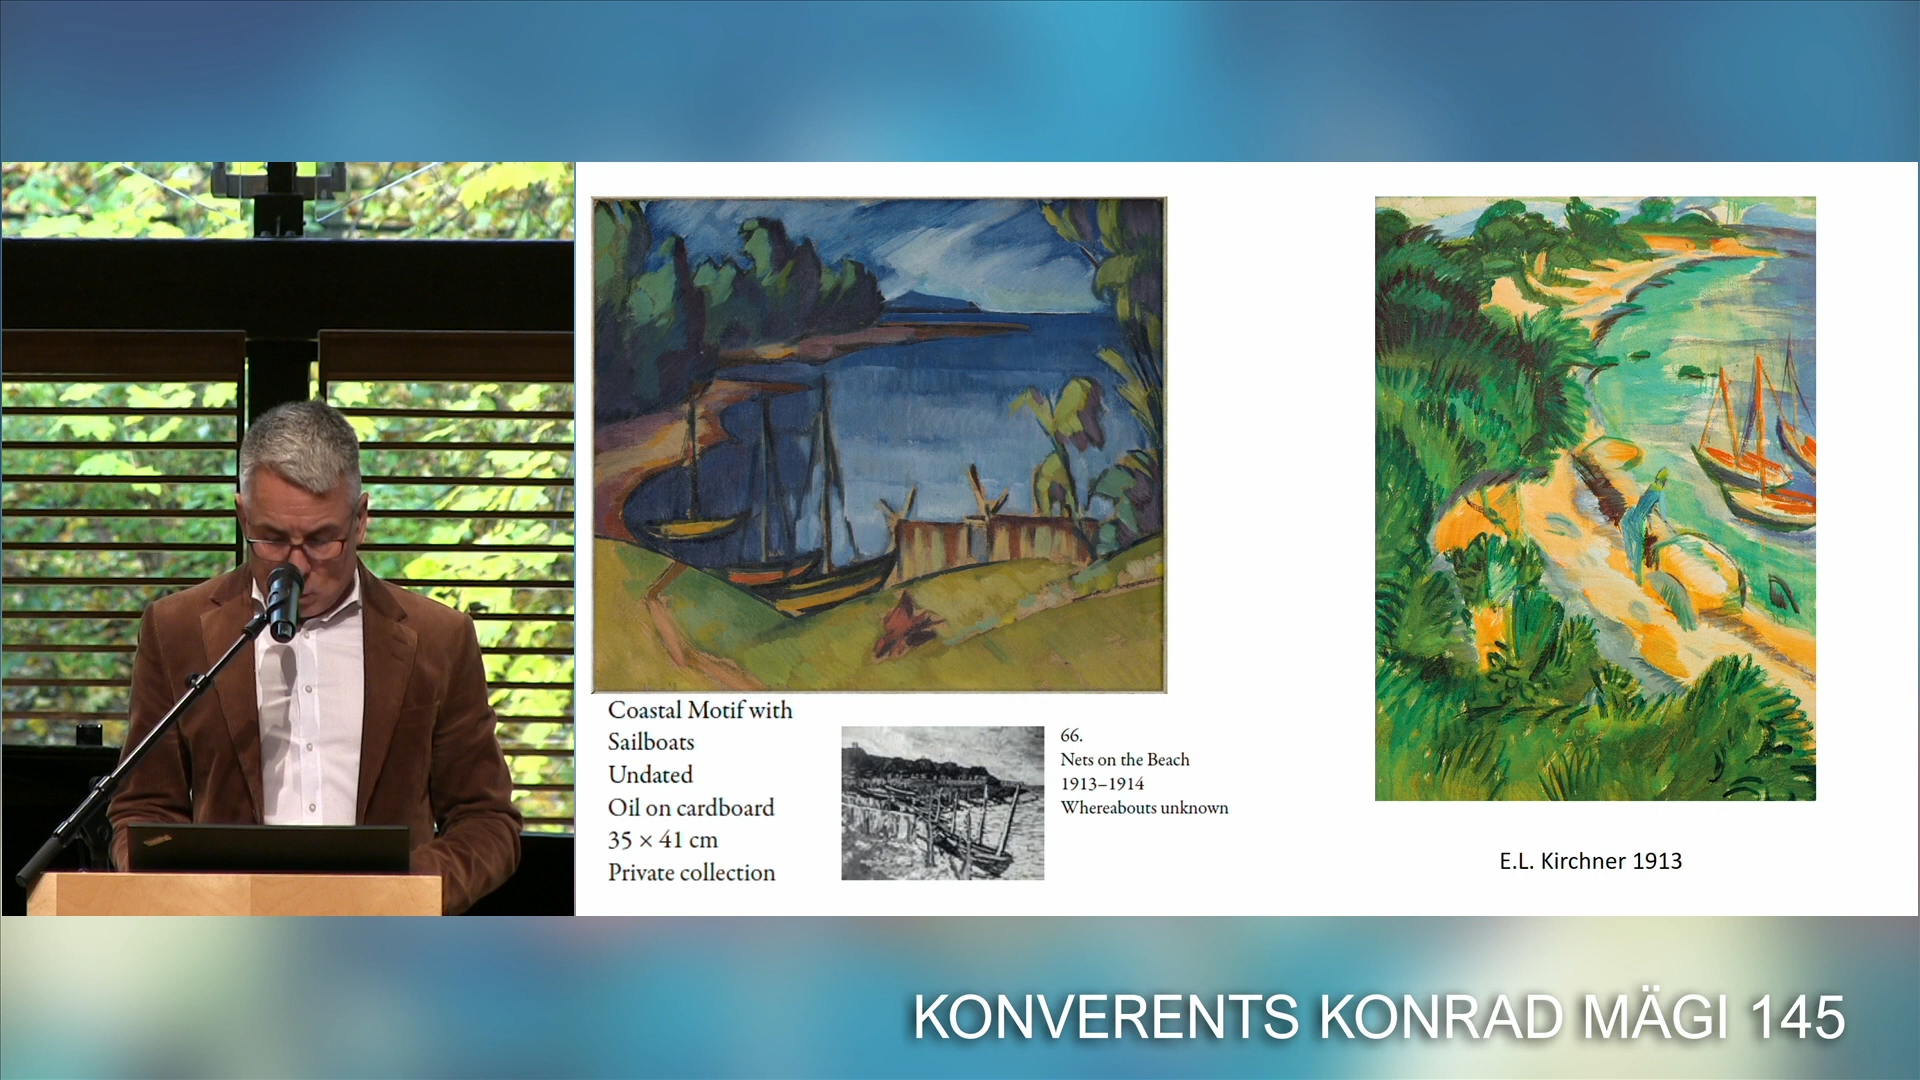 Coastal Motif with
Sailboats
Undated
Oil on cardboard
35 × 41 cm
Private collection
66.
Nets on the Beach
1913–1914
Whereabouts unknown
E.L. Kirchner 1913
KONVERENTS KONRAD MÄGI 145